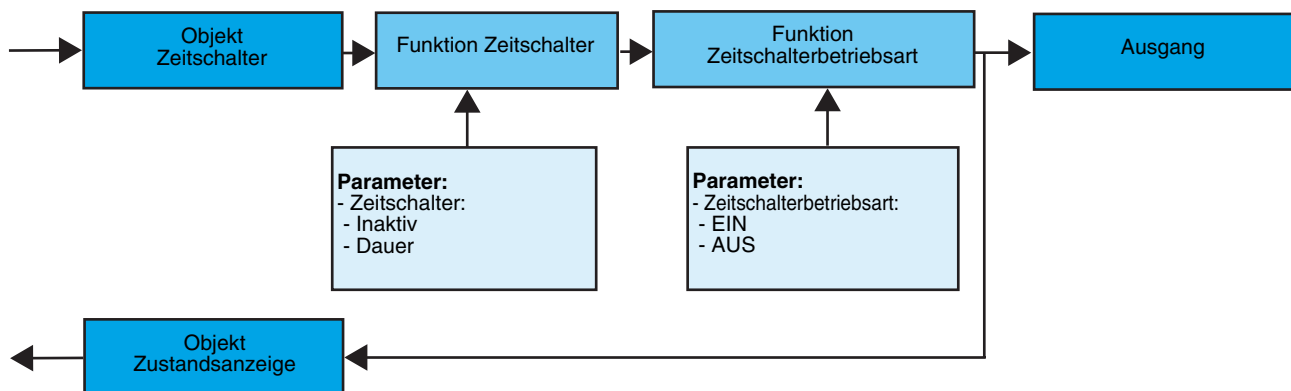 Objekt
Zeitschalter
Funktion Zeitschalter
Funktion
Zeitschalterbetriebsart
Ausgang
Parameter:
- Zeitschalter:
- Inaktiv
- Dauer
Parameter:
- Zeitschalterbetriebsart:
- EIN
- AUS
Objekt
Zustandsanzeige